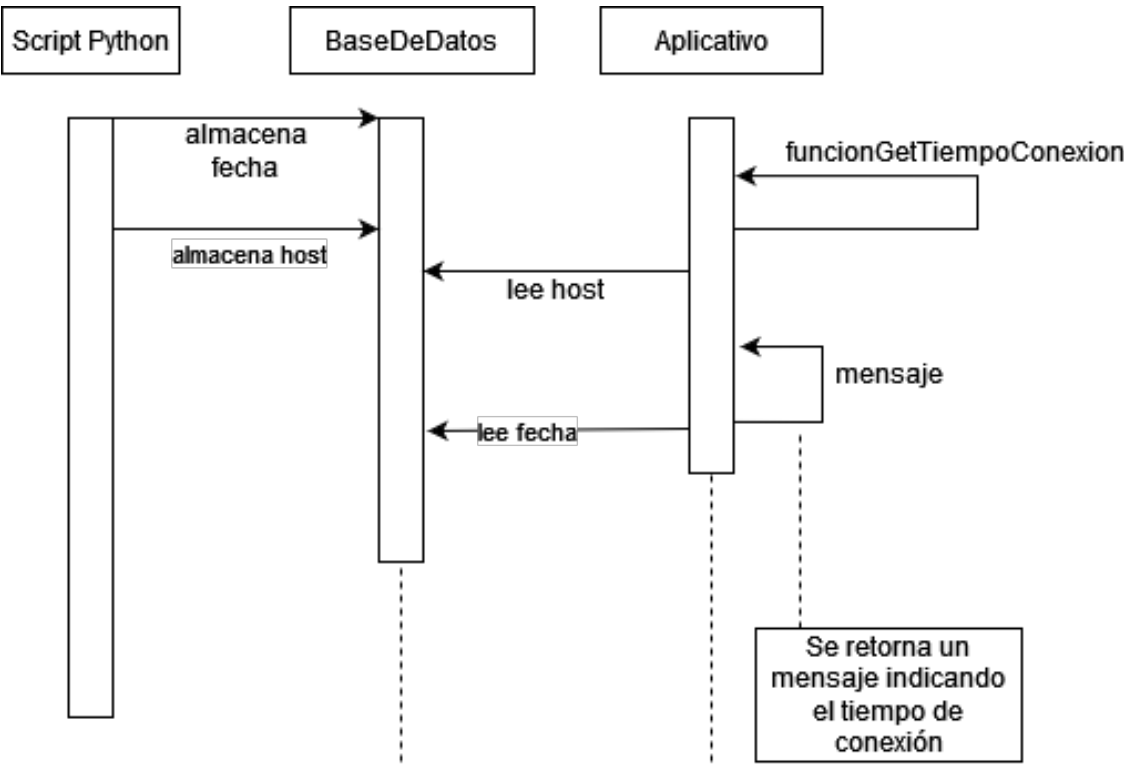 Script Python
BaseDeDatos
Aplicativo
almacena
fecha
funcionGetTiempoConexion
almacena host
lee host
mensaje
lee fecha
Se retorna un
mensaje indicando
el tiempo de
conexión